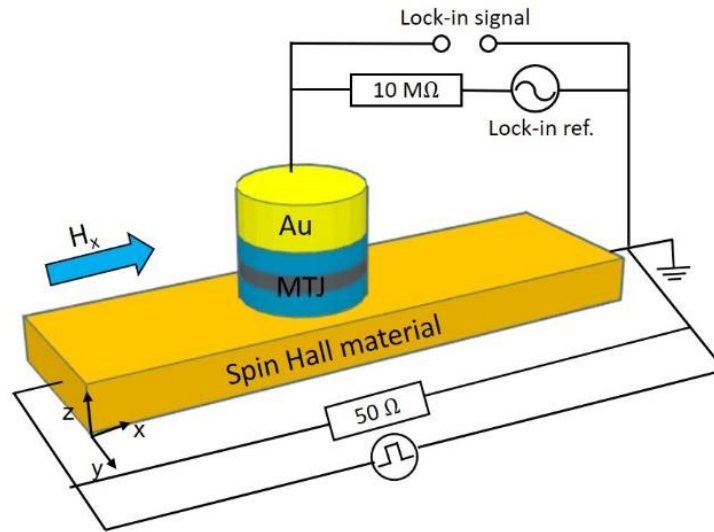 Lock-in signal
10 MΩ
Lock-in ref.
Au
Hx
MTJ
Spin Hall material
z
x
y
50 Ω